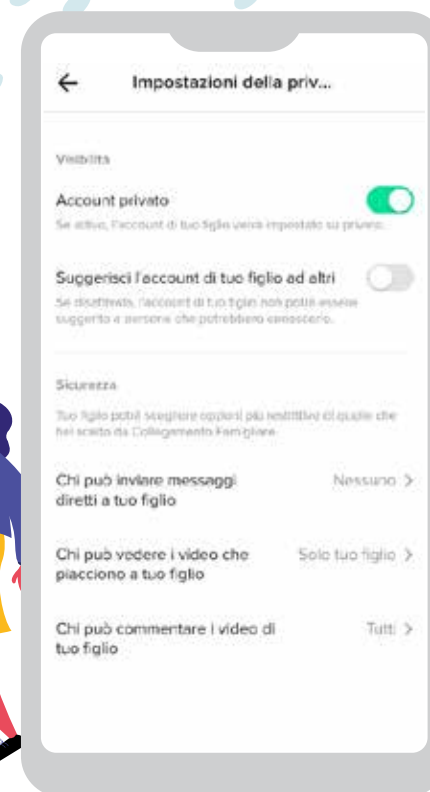 Impostazioni della priv...
Visibilità
Account privato
Se attivo, l'account di tuo figlio verrà impostato su privato.
Suggerisci l'account di tuo figlio ad altri
Se disattivata, l'account di tuo figlio non potrà essere
suggerito a persone che potrebbero conoscerlo.
Sicurezza
Tuo figlio potrà scegliere opzioni più restrittive di quelle che
hai scelto da Collegamento Famigliare.
Chi può inviare messaggi
diretti a tuo figlio
Nessuno
Chi può vedere i video che
piacciono a tuo figlio
Solo tuo figlio
Chi può commentare i video di
tuo figlio
Tutti